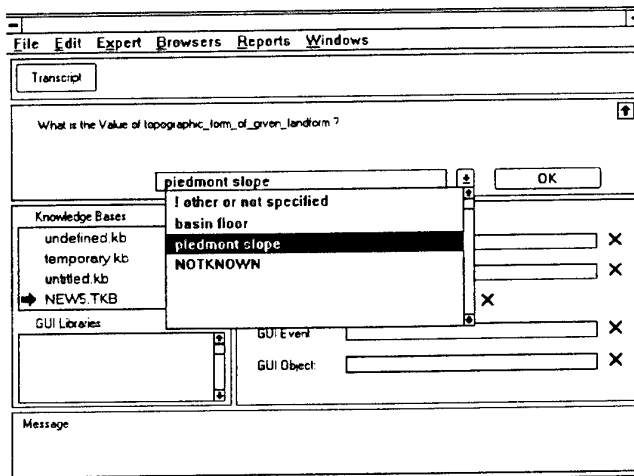 File Edit Expert Browsers Reports Windows
Transcript
What is the Value of topographic_form_of_given_landform ?
piedmont slope
OK
! other or not specified
basin floor
piedmont slope
NOTKNOWN
Knowledge Bases
undefined.kb
temporary.kb
untitled.kb
NEWS.TKB
GUI Libraries
GUI Event
GUI Object:
Message